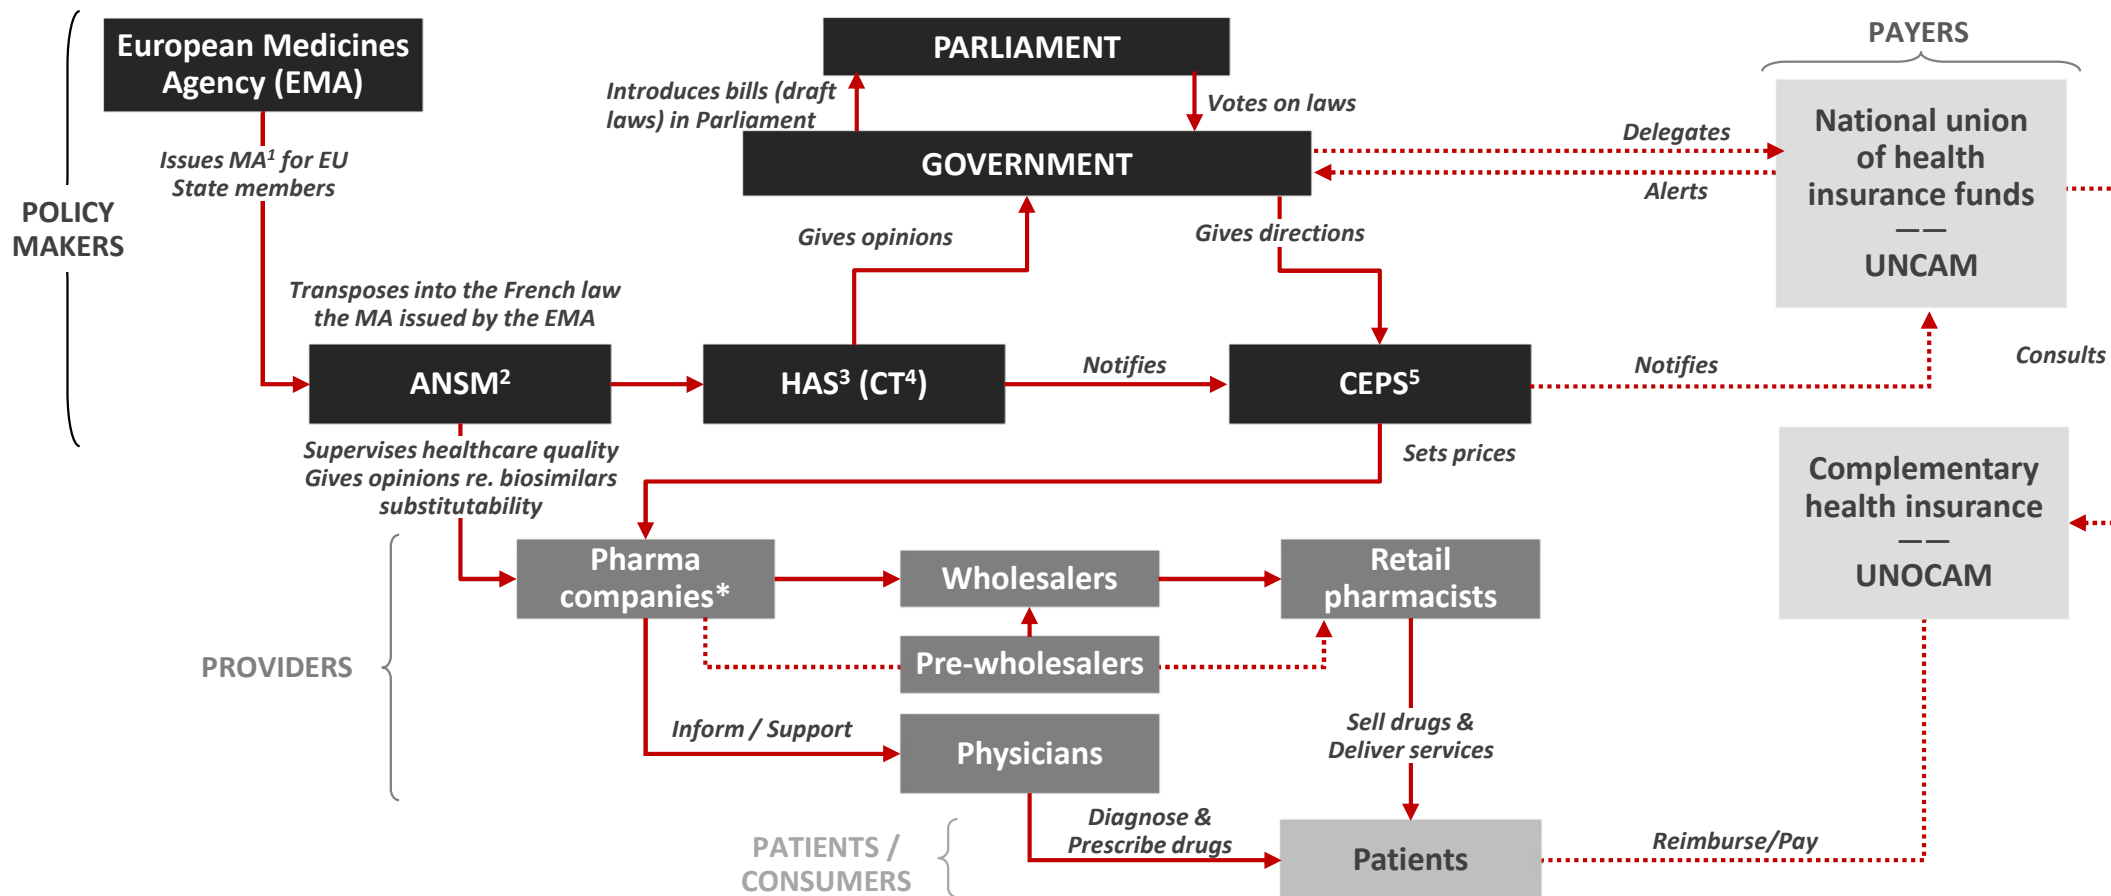 European Medicines
Agency (EMA)
PARLIAMENT
PAYERS
Introduces bills (draft
laws) in Parliament
Votes on laws
Issues MA¹ for EU
State members
GOVERNMENT
Delegates
Alerts
National union
of health
insurance funds
——
UNCAM
POLICY
MAKERS
Gives opinions
Gives directions
Transposes into the French law
the MA issued by the EMA
ANSM²
HAS³ (CT⁴)
Notifies
CEPS⁵
Notifies
Consults
Supervises healthcare quality
Gives opinions re. biosimilars
substitutability
Sets prices
Complementary
health insurance
——
UNOCAM
Pharma
companies*
Wholesalers
Retail
pharmacists
PROVIDERS
Pre-wholesalers
Inform / Support
Physicians
Sell drugs &
Deliver services
Diagnose &
Prescribe drugs
PATIENTS /
CONSUMERS
Patients
Reimburse/Pay